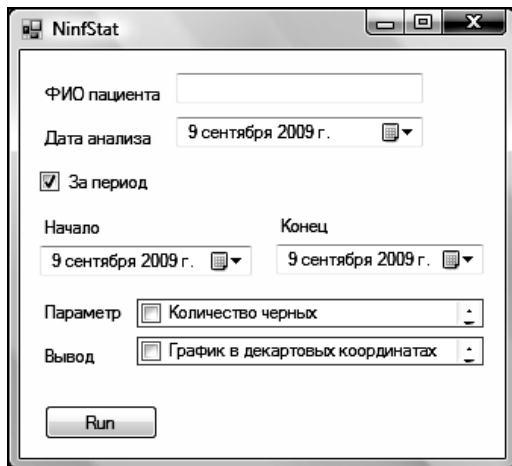 NinfStat
ФИО пациента
Дата анализа 9 сентября 2009 г.
За период
Начало Конец
9 сентября 2009 г. 9 сентября 2009 г.
Параметр Количество черных
Вывод График в декартовых координатах
Run